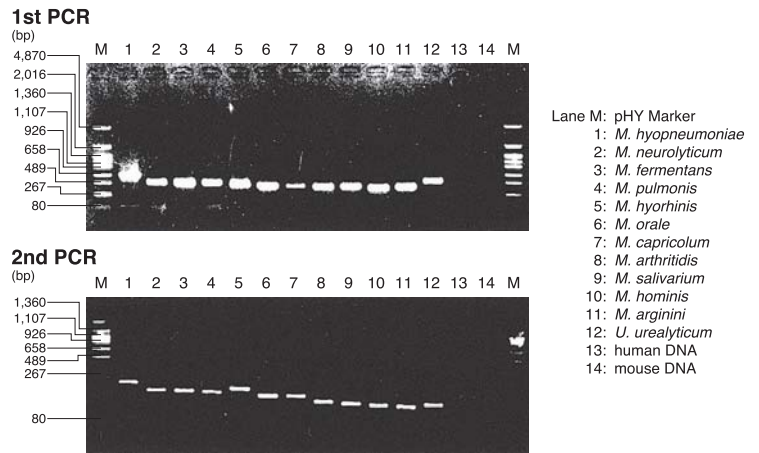 1st PCR
(bp)
M 1 2 3 4 5 6 7 8 9 10 11 12 13 14 M
4,870
2,016
1,360
1,107
926
658
489
267
80
2nd PCR
(bp)
M 1 2 3 4 5 6 7 8 9 10 11 12 13 14 M
1,360
1,107
926
658
489
267
80
Lane M: pHY Marker
1: M. hyopneumoniae
2: M. neurolyticum
3: M. fermentans
4: M. pulmonis
5: M. hyorhinis
6: M. orale
7: M. capricolum
8: M. arthritidis
9: M. salivarium
10: M. hominis
11: M. arginini
12: U. urealyticum
13: human DNA
14: mouse DNA